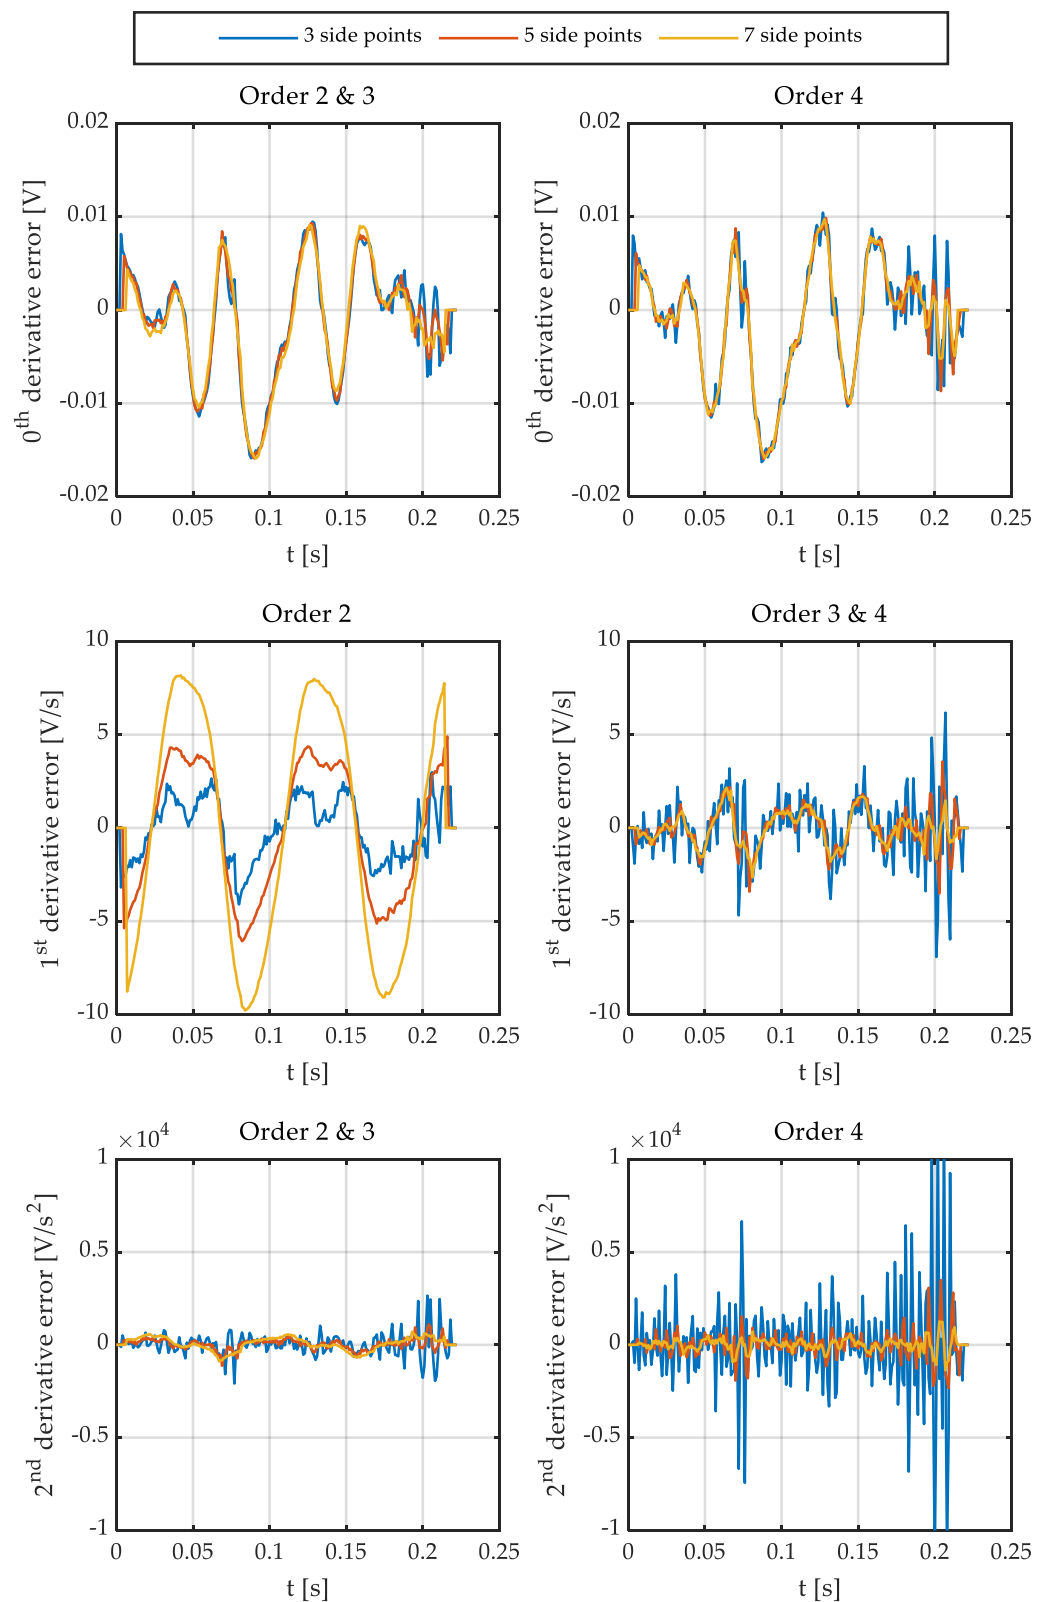 3 side points 5 side points 7 side points
Order 2 & 3
0.02
0.01
0
-0.01
-0.02
0th derivative error [V]
0 0.05 0.1 0.15 0.2 0.25
t [s]
Order 4
0.02
0.01
0
-0.01
-0.02
0th derivative error [V]
0 0.05 0.1 0.15 0.2 0.25
t [s]
Order 2
10
5
0
-5
-10
1st derivative error [V/s]
0 0.05 0.1 0.15 0.2 0.25
t [s]
Order 3 & 4
10
5
0
-5
-10
1st derivative error [V/s]
0 0.05 0.1 0.15 0.2 0.25
t [s]
Order 2 & 3
×10⁴
1
0.5
0
-0.5
-1
2nd derivative error [V/s²]
0 0.05 0.1 0.15 0.2 0.25
t [s]
Order 4
×10⁴
1
0.5
0
-0.5
-1
2nd derivative error [V/s²]
0 0.05 0.1 0.15 0.2 0.25
t [s]